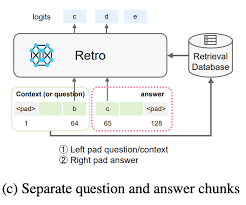 logits c d e
Retro
Retrieval
Database
Context (or question) answer
<pad> b c <pad>
1 64 65 128
① Left pad question/context
② Right pad answer
(c) Separate question and answer chunks